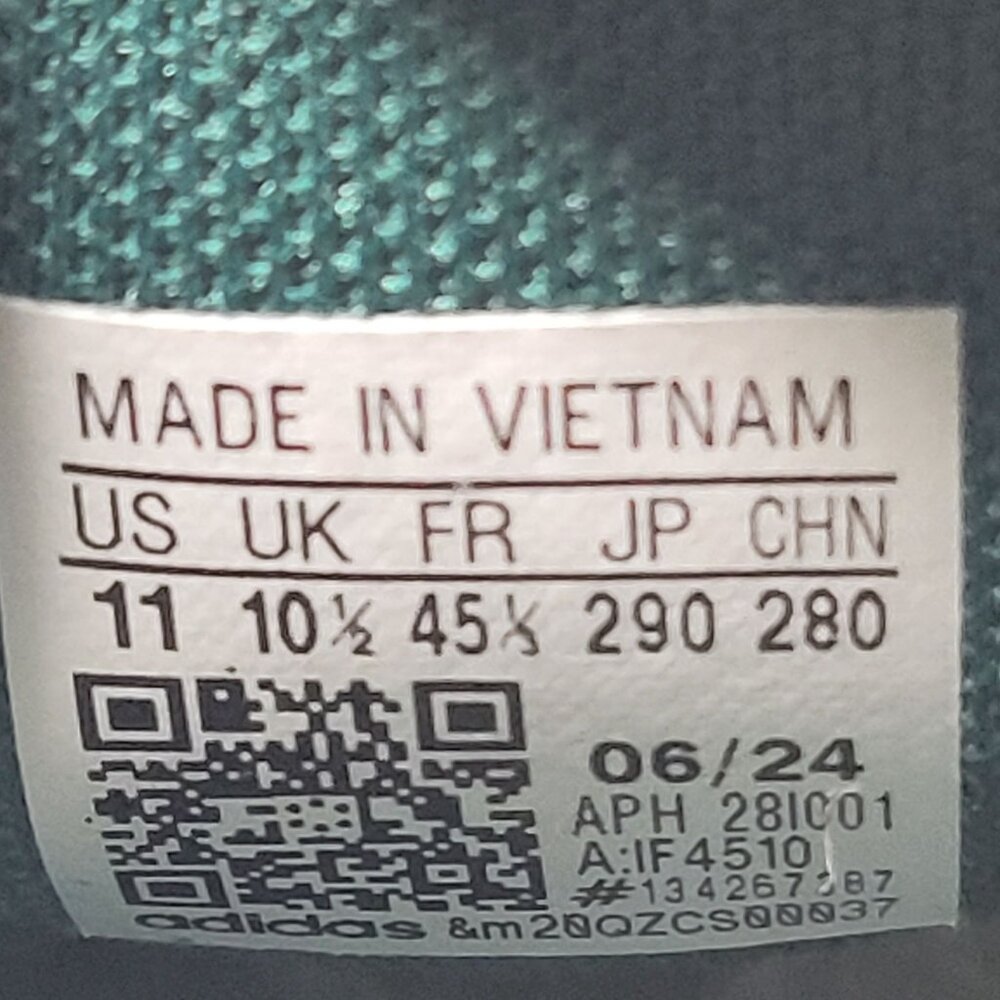 MADE IN VIETNAM
US UK FR JP CHN
11 10½ 45⅓ 290 280
06/24
APH 28I001
A:IF4510
adidas &m20QZCS00037